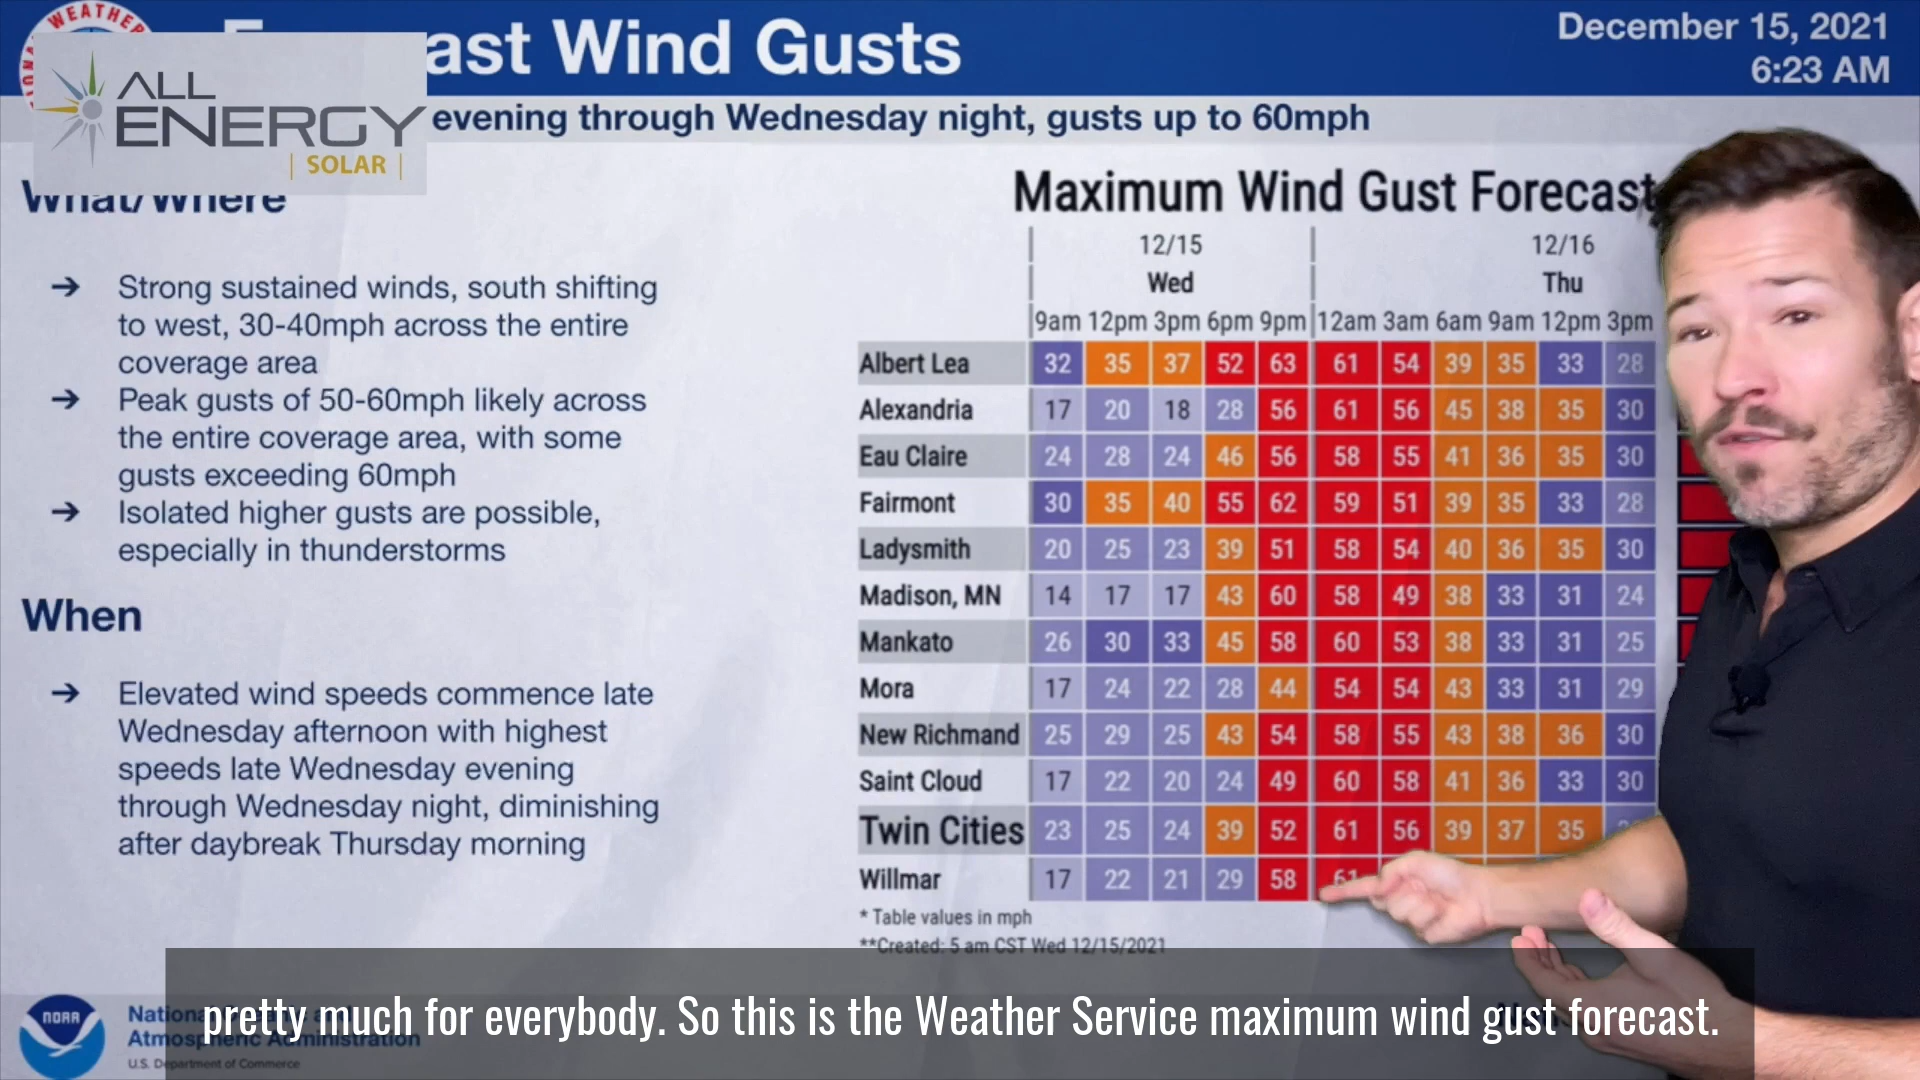 WEATHER
ast Wind Gusts
December 15, 2021
6:23 AM
ALL
ENERGY
| SOLAR |
evening through Wednesday night, gusts up to 60mph
What/Where
→ Strong sustained winds, south shifting
to west, 30-40mph across the entire
coverage area
→ Peak gusts of 50-60mph likely across
the entire coverage area, with some
gusts exceeding 60mph
→ Isolated higher gusts are possible,
especially in thunderstorms
When
→ Elevated wind speeds commence late
Wednesday afternoon with highest
speeds late Wednesday evening
through Wednesday night, diminishing
after daybreak Thursday morning
Maximum Wind Gust Forecast
12/15 12/16
Wed Thu
9am 12pm 3pm 6pm 9pm 12am 3am 6am 9am 12pm 3pm
Albert Lea 32 35 37 52 63 61 54 39 35 33 28
Alexandria 17 20 18 28 56 61 56 45 38 35 30
Eau Claire 24 28 24 46 56 58 55 41 36 35 30
Fairmont 30 35 40 55 62 59 51 39 35 33 28
Ladysmith 20 25 23 39 51 58 54 40 36 35 30
Madison, MN 14 17 17 43 60 58 49 38 33 31 24
Mankato 26 30 33 45 58 60 53 38 33 31 25
Mora 17 24 22 28 44 54 54 43 33 31 29
New Richmand 25 29 25 43 54 58 55 43 38 36 30
Saint Cloud 17 22 20 24 49 60 58 41 36 33 30
Twin Cities 23 25 24 39 52 61 56 39 37 35
Willmar 17 22 21 29 58 61
* Table values in mph
**Created: 5 am CST Wed 12/15/2021
pretty much for everybody. So this is the Weather Service maximum wind gust forecast.
NOAA
National Oceanic and
Atmospheric Administration
U.S. Department of Commerce